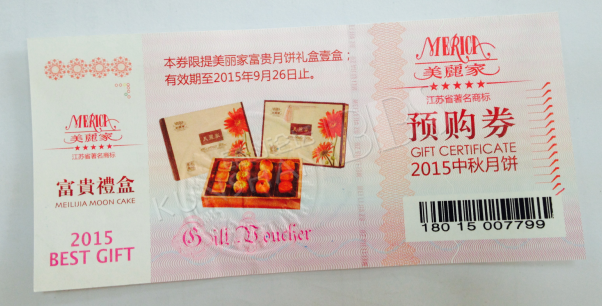 MERICA
美麗家
★★★★★
江苏省著名商标
富貴禮盒
MEILIJIA MOON CAKE
2015
BEST GIFT
本券限提美丽家富贵月饼礼盒壹盒；
有效期至2015年9月26日止。
Gift Voucher
MERICA
美麗家
★★★★★
江苏省著名商标
预购券
GIFT CERTIFICATE
2015中秋月饼
180 15 007799